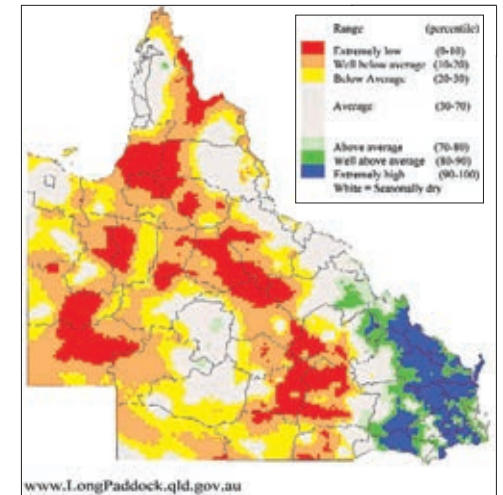 Range (percentile)
Extremely low (0-10)
Well below average (10-20)
Below Average (20-30)
Average (30-70)
Above average (70-80)
Well above average (80-90)
Extremely high (90-100)
White = Seasonally dry
www.LongPaddock.qld.gov.au